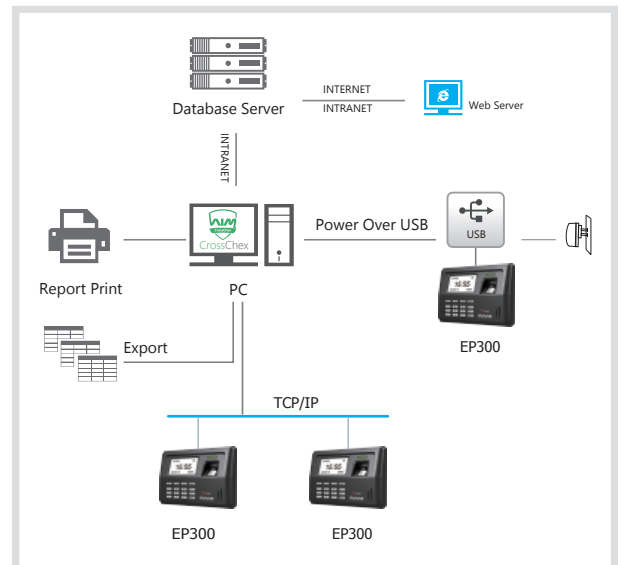 INTERNET
Database Server
INTRANET
Web Server
INTRANET
Power Over USB
USB
CrossChex
Report Print
PC
EP300
Export
TCP/IP
EP300
EP300